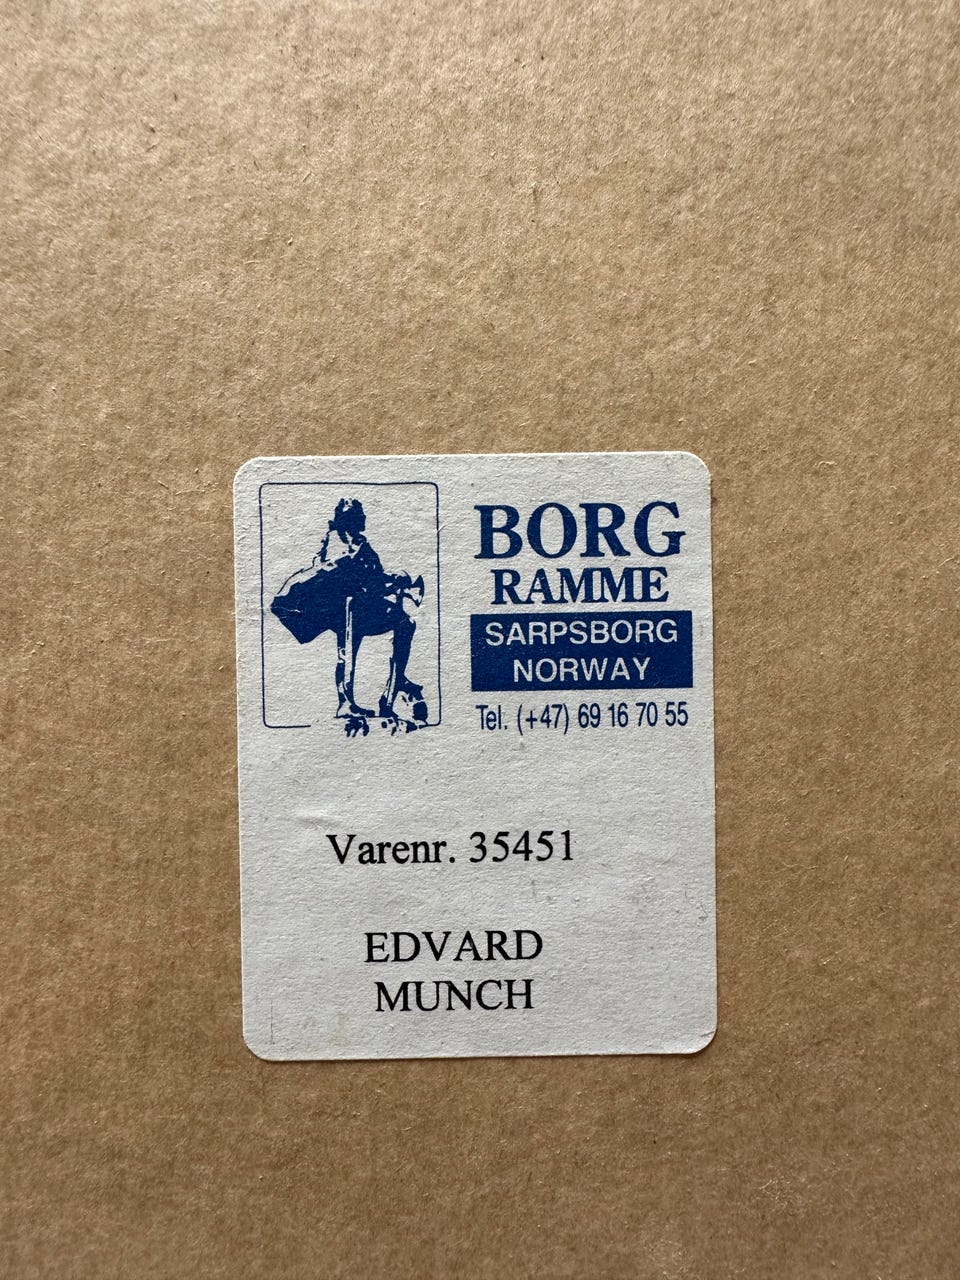 BORG
RAMME
SARPSBORG
NORWAY
Tel. (+47) 69 16 70 55
Varenr. 35451
EDVARD
MUNCH